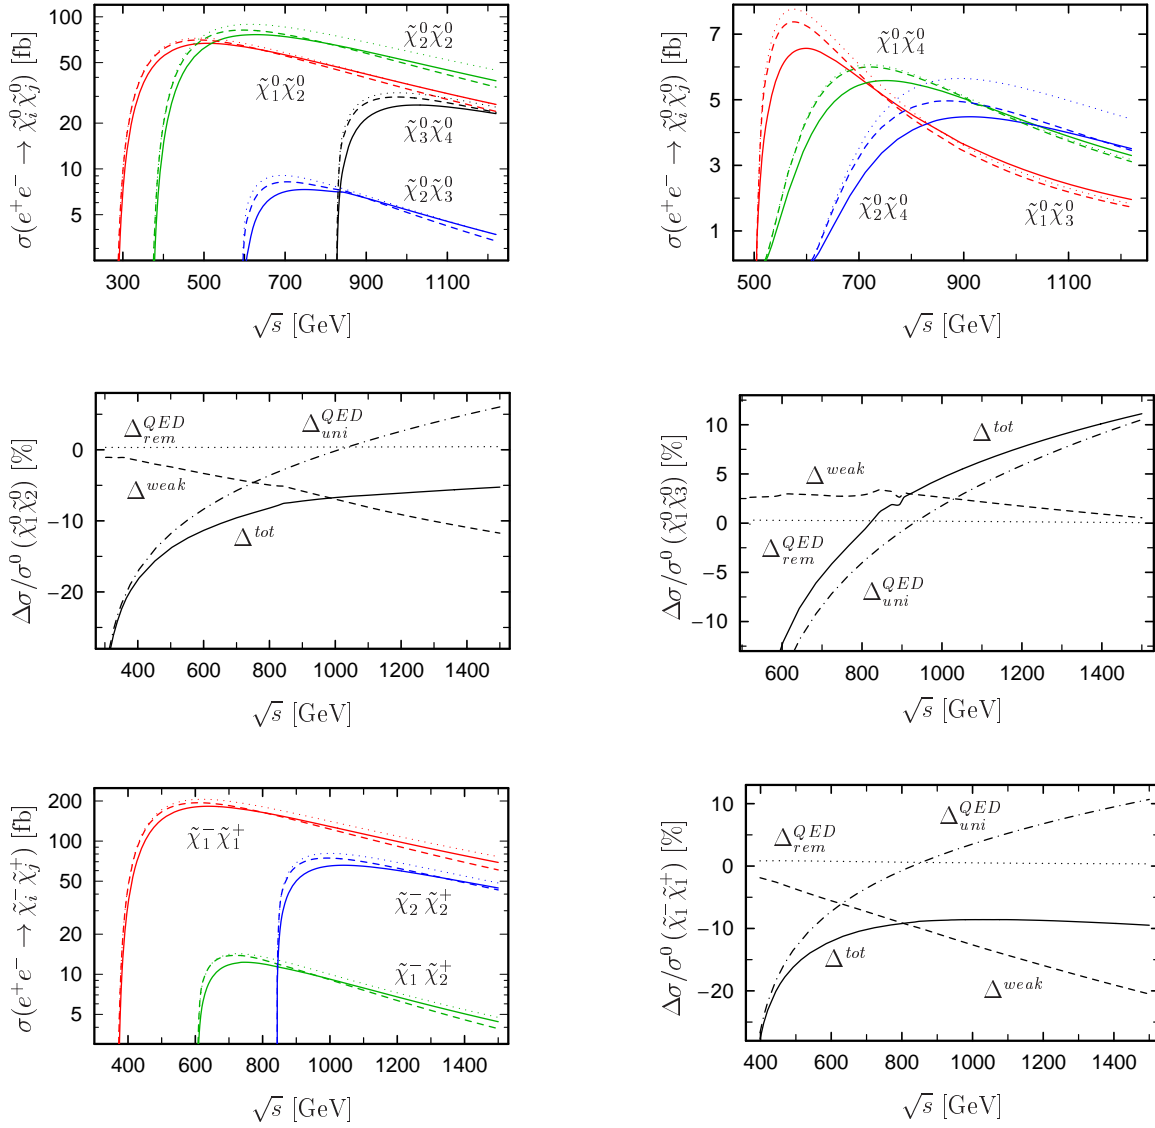 σ(e⁺e⁻ → χ̃⁰ᵢχ̃⁰ⱼ) [fb]
100
50
20
10
5
χ̃⁰₂χ̃⁰₂
χ̃⁰₁χ̃⁰₂
χ̃⁰₃χ̃⁰₄
χ̃⁰₂χ̃⁰₃
300 500 700 900 1100
√s [GeV]
σ(e⁺e⁻ → χ̃⁰ᵢχ̃⁰ⱼ) [fb]
7
5
3
1
χ̃⁰₁χ̃⁰₄
χ̃⁰₂χ̃⁰₄
χ̃⁰₁χ̃⁰₃
500 700 900 1100
√s [GeV]
Δσ/σ⁰ (χ̃⁰₁χ̃⁰₂) [%]
0
−10
−20
Δ^{QED}_{rem}
Δ^{QED}_{uni}
Δ^{weak}
Δ^{tot}
400 600 800 1000 1200 1400
√s [GeV]
Δσ/σ⁰ (χ̃⁰₁χ̃⁰₃) [%]
10
5
0
−5
−10
Δ^{tot}
Δ^{weak}
Δ^{QED}_{rem}
Δ^{QED}_{uni}
600 800 1000 1200 1400
√s [GeV]
σ(e⁺e⁻ → χ̃⁻ᵢχ̃⁺ⱼ) [fb]
200
100
50
20
10
5
χ̃⁻₁χ̃⁺₁
χ̃⁻₂χ̃⁺₂
χ̃⁻₁χ̃⁺₂
400 600 800 1000 1200 1400
√s [GeV]
Δσ/σ⁰ (χ̃⁻₁χ̃⁺₁) [%]
10
0
−10
−20
Δ^{QED}_{rem}
Δ^{QED}_{uni}
Δ^{tot}
Δ^{weak}
400 600 800 1000 1200 1400
√s [GeV]